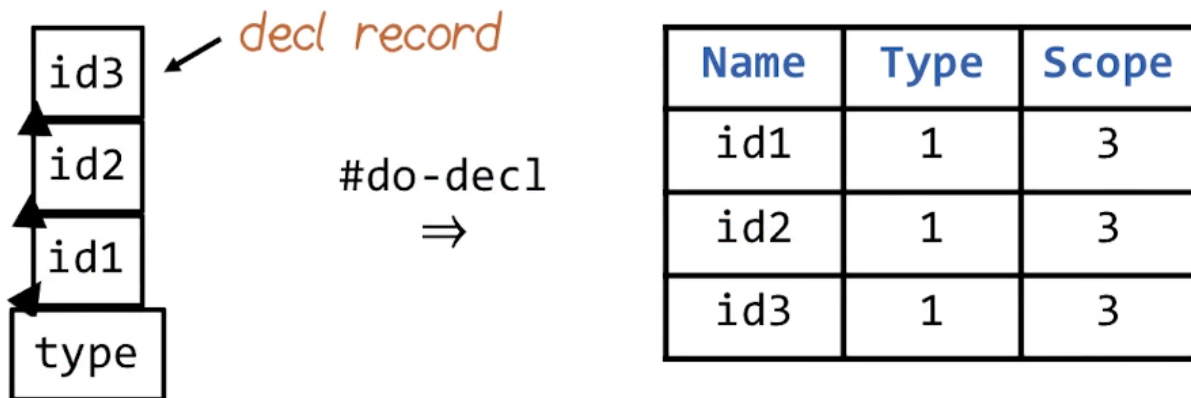 decl record
id3
id2
id1
type
#do-decl
⇒
Name Type Scope
id1 1 3
id2 1 3
id3 1 3